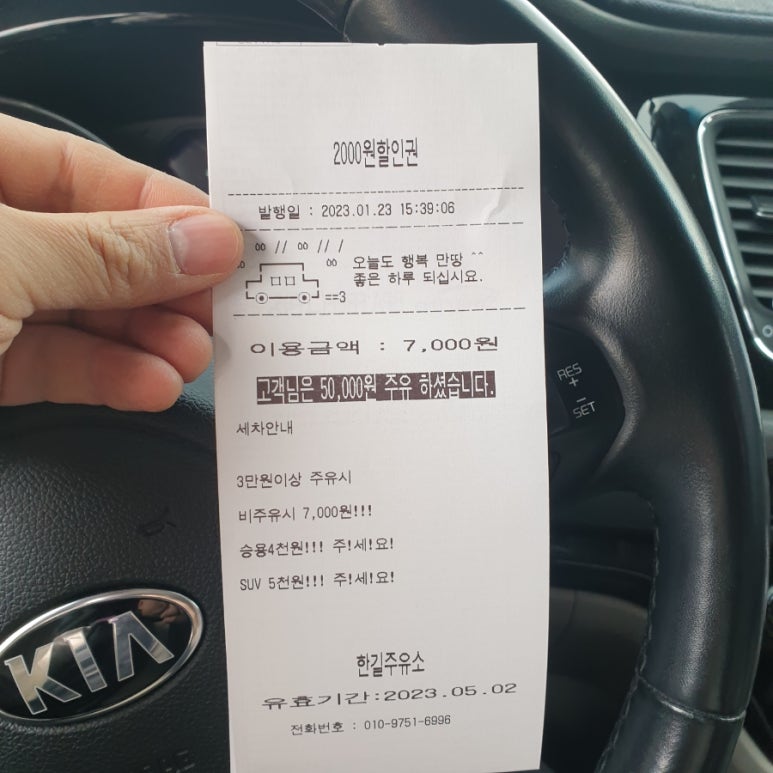 2000원할인권
발행일 : 2023.01.23 15:39:06
오늘도 행복 만땅 ^^
좋은 하루 되십시요.
==3
이용금액 : 7,000원
고객님은 50,000원 주유 하셨습니다.
세차안내
3만원이상 주유시
비주유시 7,000원!!!
승용4천원!!! 주!세!요!
SUV 5천원!!! 주!세!요!
한길주유소
유효기간:2023.05.02
전화번호 : 010-9751-6996
KIA
RES
+
−
SET